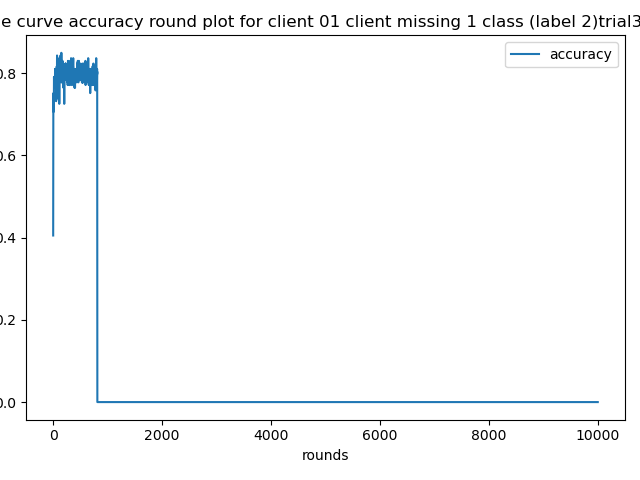 e curve accuracy round plot for client 01 client missing 1 class (label 2)trial3
accuracy
0.8
0.6
0.4
0.2
0.0
0 2000 4000 6000 8000 10000
rounds